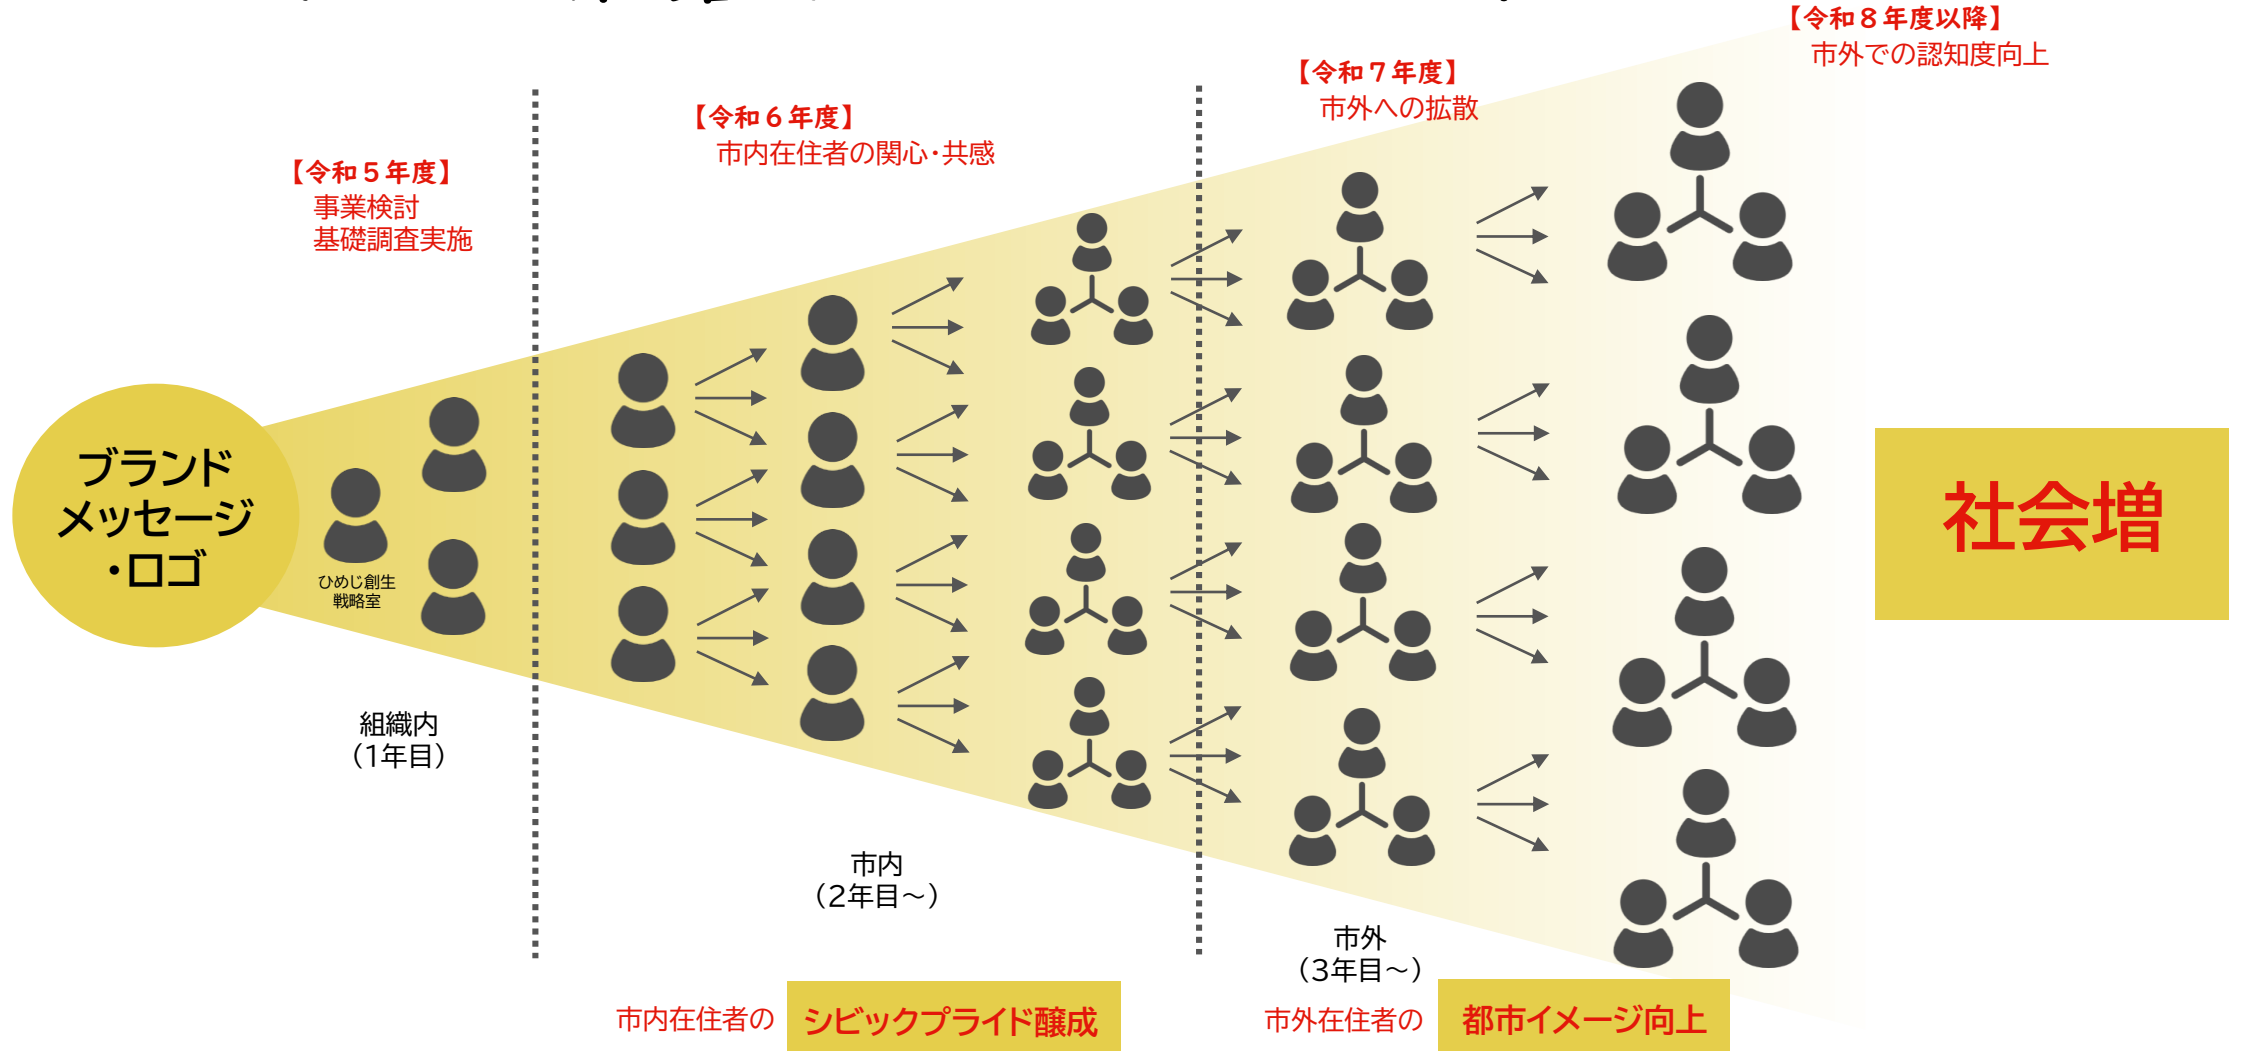 【令和８年度以降】
市外での認知度向上
【令和７年度】
市外への拡散
【令和６年度】
市内在住者の関心・共感
【令和５年度】
事業検討
基礎調査実施
ブランド
メッセージ
・ロゴ
ひめじ創生
戦略室
社会増
組織内
（1年目）
市内
（2年目～）
市外
（3年目～）
市内在住者の
シビックプライド醸成
市外在住者の
都市イメージ向上